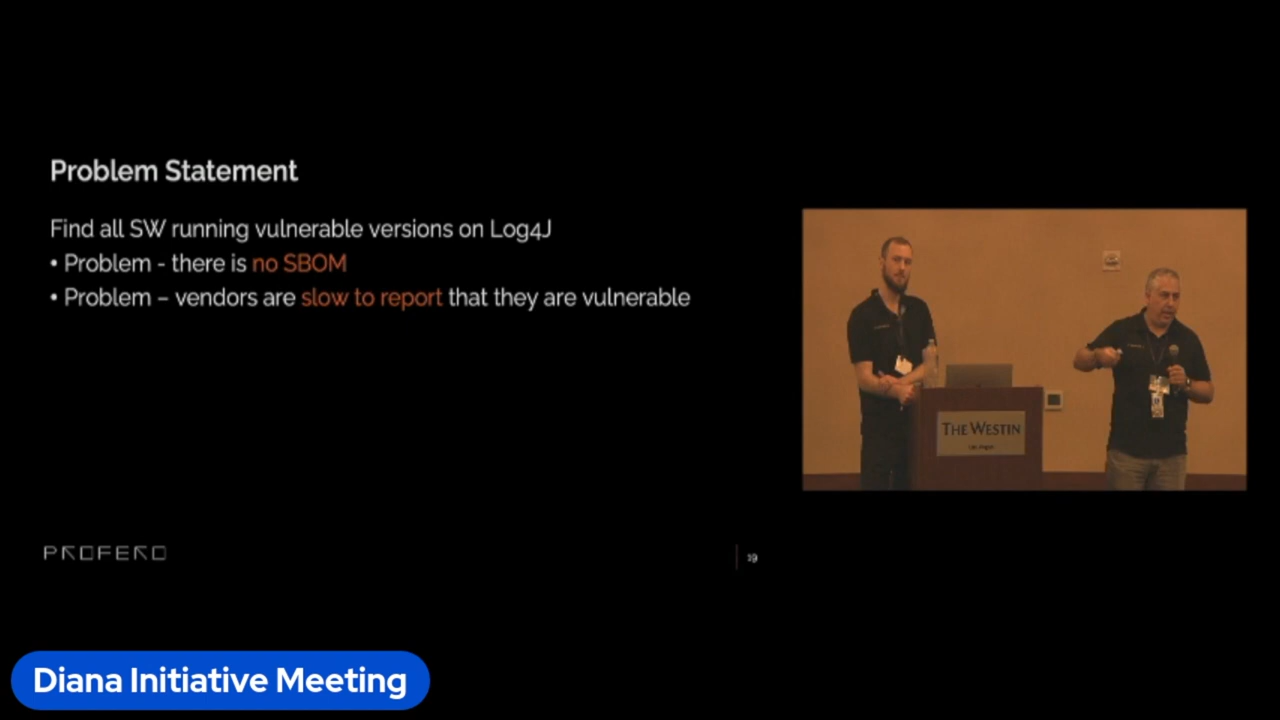 Problem Statement
Find all SW running vulnerable versions on Log4J
• Problem - there is no SBOM
• Problem – vendors are slow to report that they are vulnerable
THE WESTIN
PROFERO
19
Diana Initiative Meeting